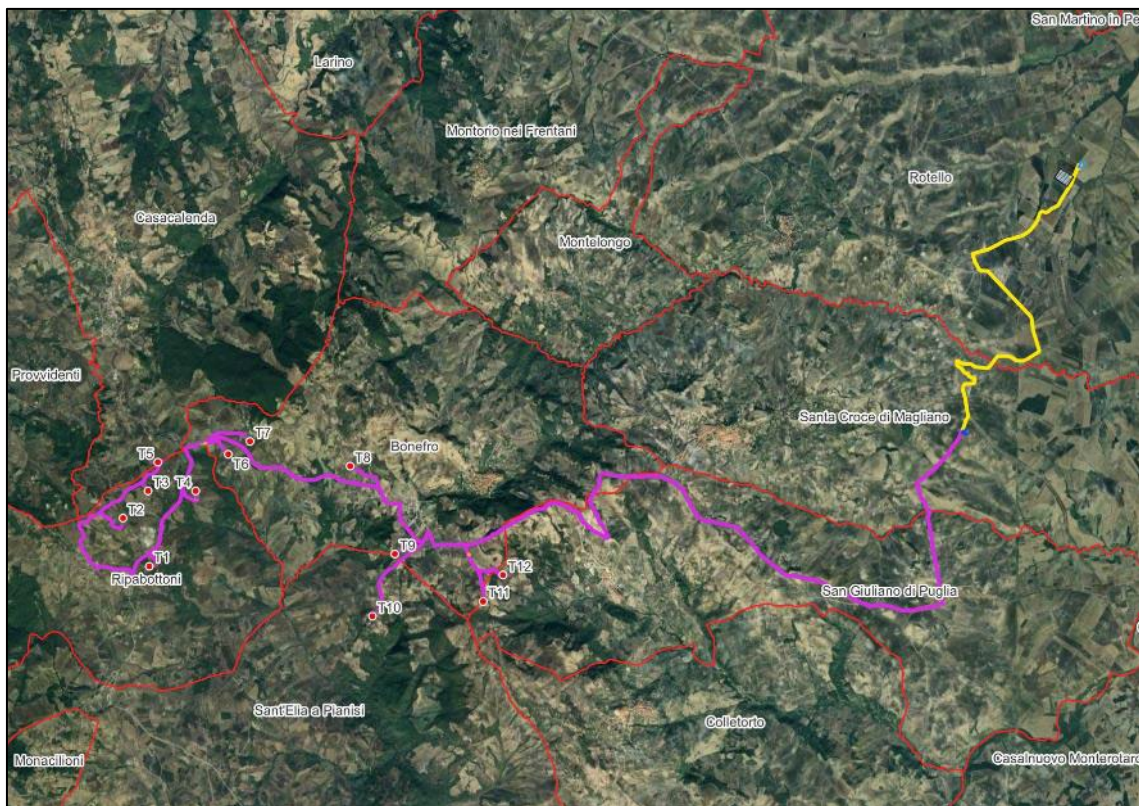 San Martino in Pe
Larino
Montorio nei Frentani
Rotello
Casacalenda
Montelongo
Provvidenti
Santa Croce di Magliano
T7
Bonefro
T5
T6
T8
T3
T4
T2
T9
T1
T12
Ripabottoni
San Giuliano di Puglia
T11
T10
Sant'Elia a Pianisi
Colletorto
Monacilioni
Casalnuovo Monterotaro